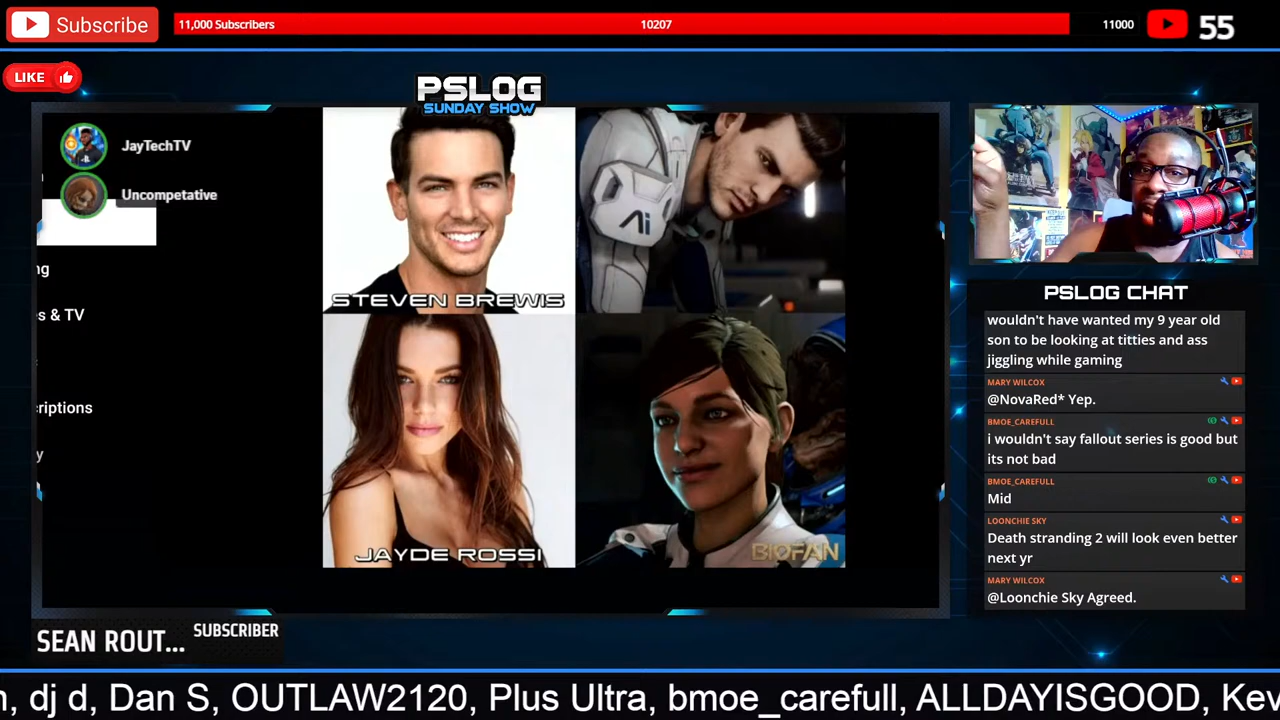 Subscribe
11,000 Subscribers
10207
11000
55
LIKE
PSLOG
SUNDAY SHOW
JayTechTV
Uncompetative
ng
s & TV
criptions
y
STEVEN BREWIS
Ai
JAYDE ROSSI
BIOFAN
PSLOG CHAT
wouldn't have wanted my 9 year old
son to be looking at titties and ass
jiggling while gaming
MARY WILCOX
@NovaRed* Yep.
BMOE_CAREFULL
i wouldn't say fallout series is good but
its not bad
BMOE_CAREFULL
Mid
LOONCHIE SKY
Death stranding 2 will look even better
next yr
MARY WILCOX
@Loonchie Sky Agreed.
SEAN ROUT...
SUBSCRIBER
, dj d, Dan S, OUTLAW2120, Plus Ultra, bmoe_carefull, ALLDAYISGOOD, Kev